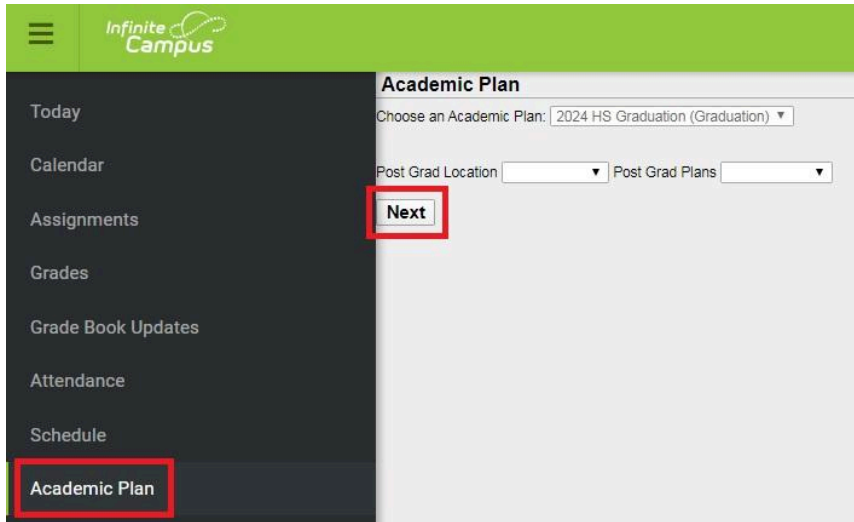 Infinite
Campus
Today
Calendar
Assignments
Grades
Grade Book Updates
Attendance
Schedule
Academic Plan
Academic Plan
Choose an Academic Plan: 2024 HS Graduation (Graduation)
Post Grad Location Post Grad Plans
Next